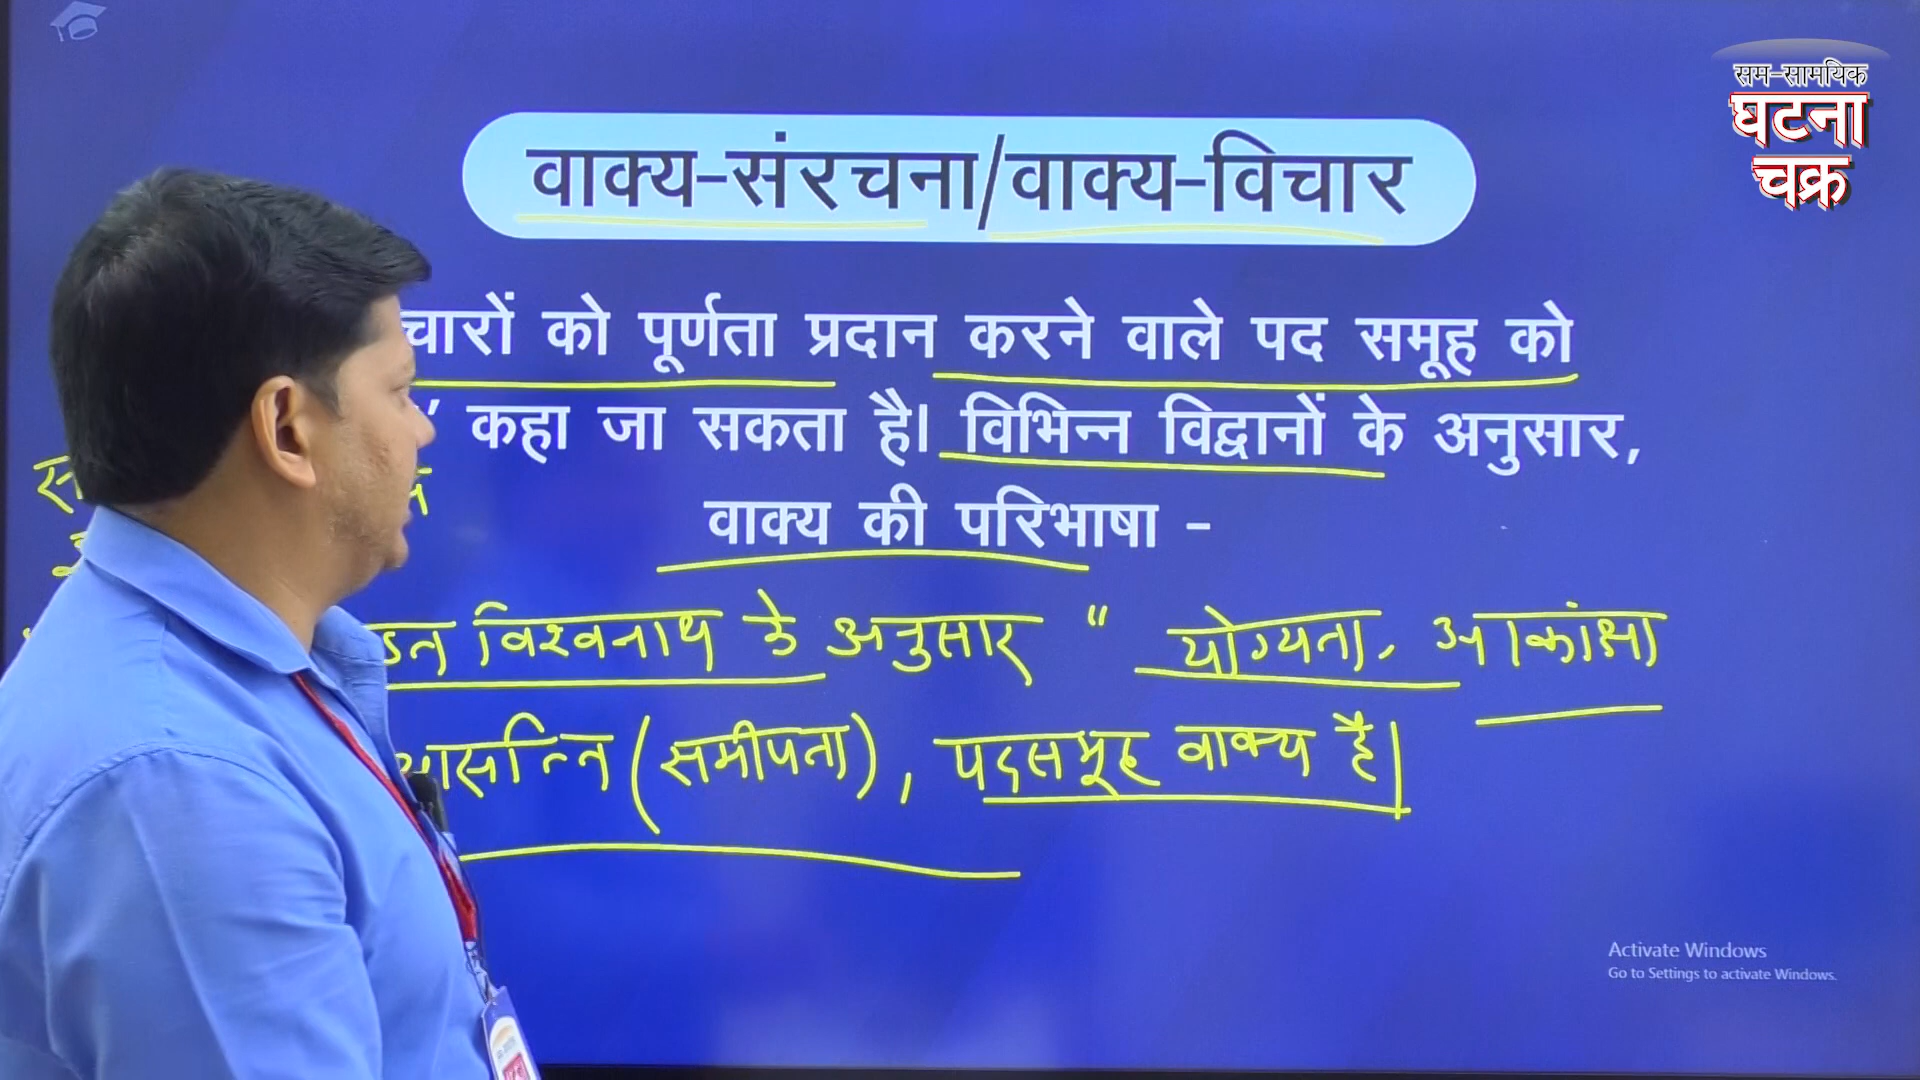 सम-सामयिक
घटना
चक्र
वाक्य-संरचना/वाक्य-विचार
चारों को पूर्णता प्रदान करने वाले पद समूह को
’ कहा जा सकता है। विभिन्न विद्वानों के अनुसार,
वाक्य की परिभाषा -
विश्वनाथ के अनुसार " योग्यता, आकांक्षा
आसन्नि (समीपता), पदसमूह वाक्य है।
Activate Windows
Go to Settings to activate Windows.